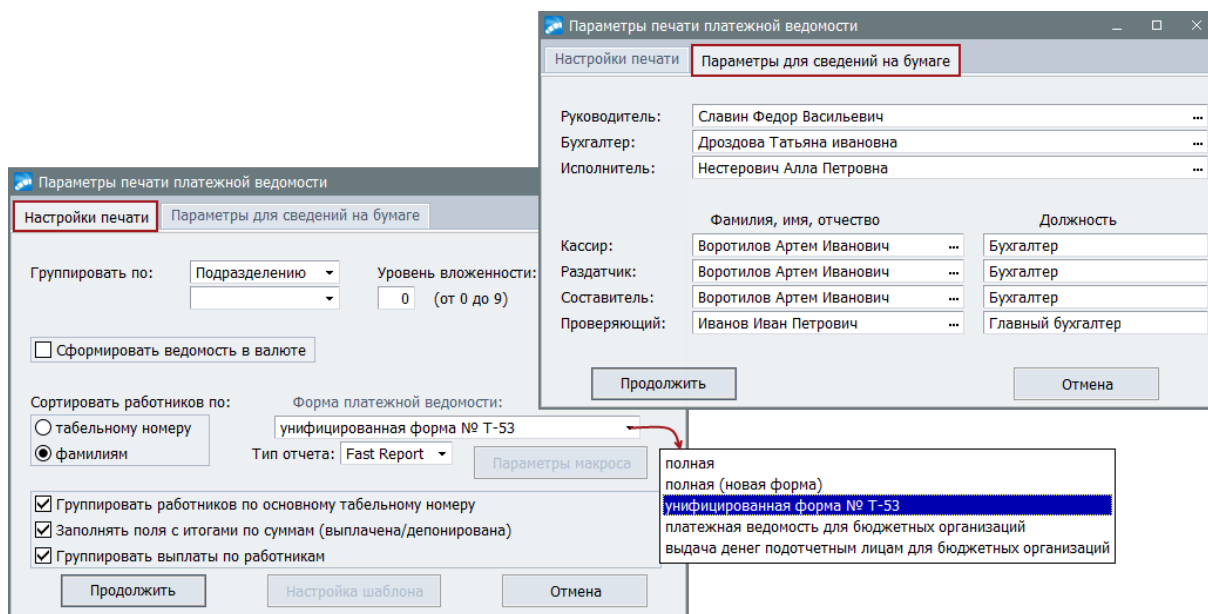 Параметры печати платежной ведомости
Настройки печати Параметры для сведений на бумаге
Руководитель: Славин Федор Васильевич ...
Бухгалтер: Дроздова Татьяна ивановна ...
Исполнитель: Нестерович Алла Петровна ...
Фамилия, имя, отчество Должность
Кассир: Воротилов Артем Иванович ... Бухгалтер
Раздатчик: Воротилов Артем Иванович ... Бухгалтер
Составитель: Воротилов Артем Иванович ... Бухгалтер
Проверяющий: Иванов Иван Петрович ... Главный бухгалтер
Продолжить Отмена
Параметры печати платежной ведомости
Настройки печати Параметры для сведений на бумаге
Группировать по: Подразделению Уровень вложенности:
0 (от 0 до 9)
Сформировать ведомость в валюте
Сортировать работников по: Форма платежной ведомости:
табельному номеру унифицированная форма № Т-53
фамилиям Тип отчета: Fast Report Параметры макроса
Группировать работников по основному табельному номеру
Заполнять поля с итогами по суммам (выплачена/депонирована)
Группировать выплаты по работникам
Продолжить Настройка шаблона Отмена
полная
полная (новая форма)
унифицированная форма № Т-53
платежная ведомость для бюджетных организаций
выдача денег подотчетным лицам для бюджетных организаций